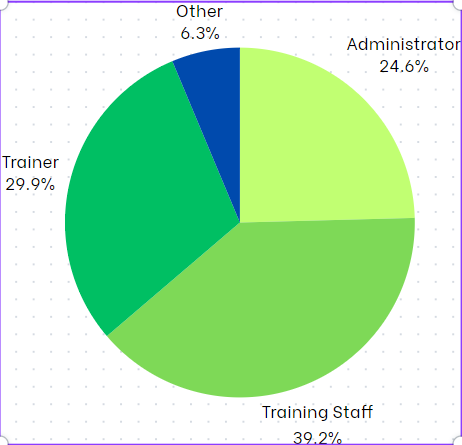 Other
6.3%
Administrator
24.6%
Trainer
29.9%
Training Staff
39.2%